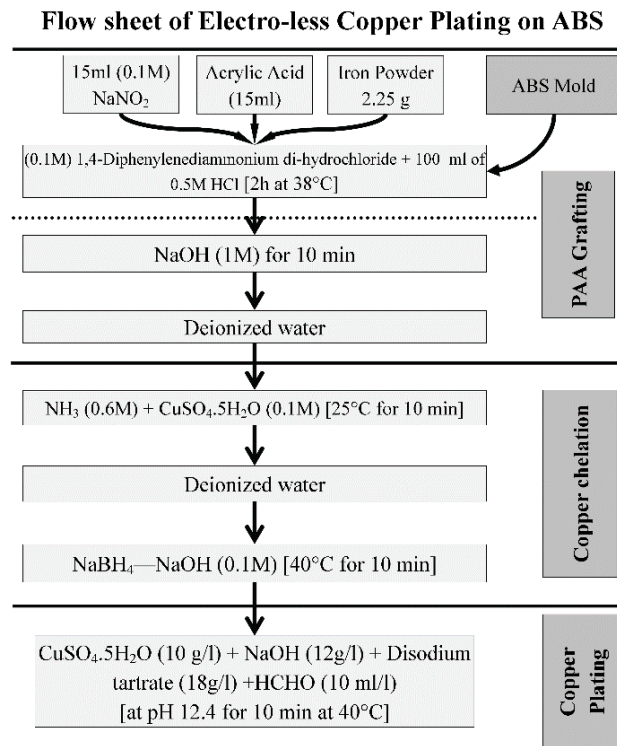 Flow sheet of Electro-less Copper Plating on ABS
15ml (0.1M)
NaNO₂
Acrylic Acid
(15ml)
Iron Powder
2.25 g
ABS Mold
(0.1M) 1,4-Diphenylenediammonium di-hydrochloride + 100 ml of
0.5M HCl [2h at 38°C]
PAA Grafting
NaOH (1M) for 10 min
Deionized water
NH₃ (0.6M) + CuSO₄.5H₂O (0.1M) [25°C for 10 min]
Copper chelation
Deionized water
NaBH₄—NaOH (0.1M) [40°C for 10 min]
CuSO₄.5H₂O (10 g/l) + NaOH (12g/l) + Disodium
tartrate (18g/l) +HCHO (10 ml/l)
[at pH 12.4 for 10 min at 40°C]
Copper
Plating